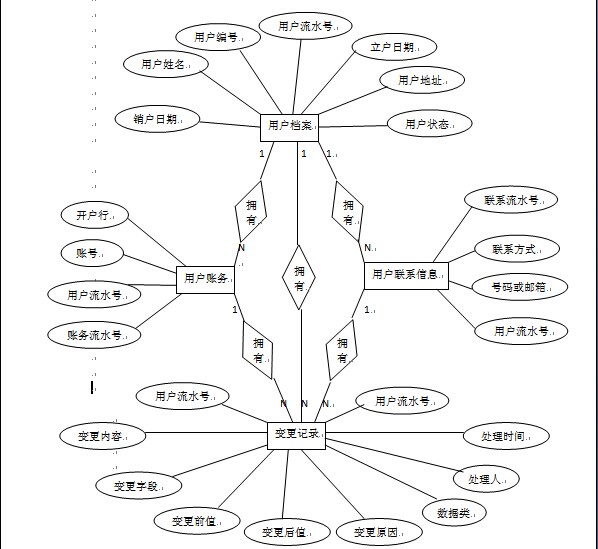 用户流水号
用户编号
立户日期
用户姓名
用户地址
销户日期
用户档案
用户状态
1
1
1
拥
有
拥
有
联系流水号
开户行
N
N
联系方式
账号
拥
有
用户账务
用户联系信息
号码或邮箱
用户流水号
1
1
用户流水号
账务流水号
拥
有
拥
有
用户流水号
N
N
N
用户流水号
变更内容
变更记录
处理时间
变更字段
处理人
变更前值
变更后值
变更原因
数据类